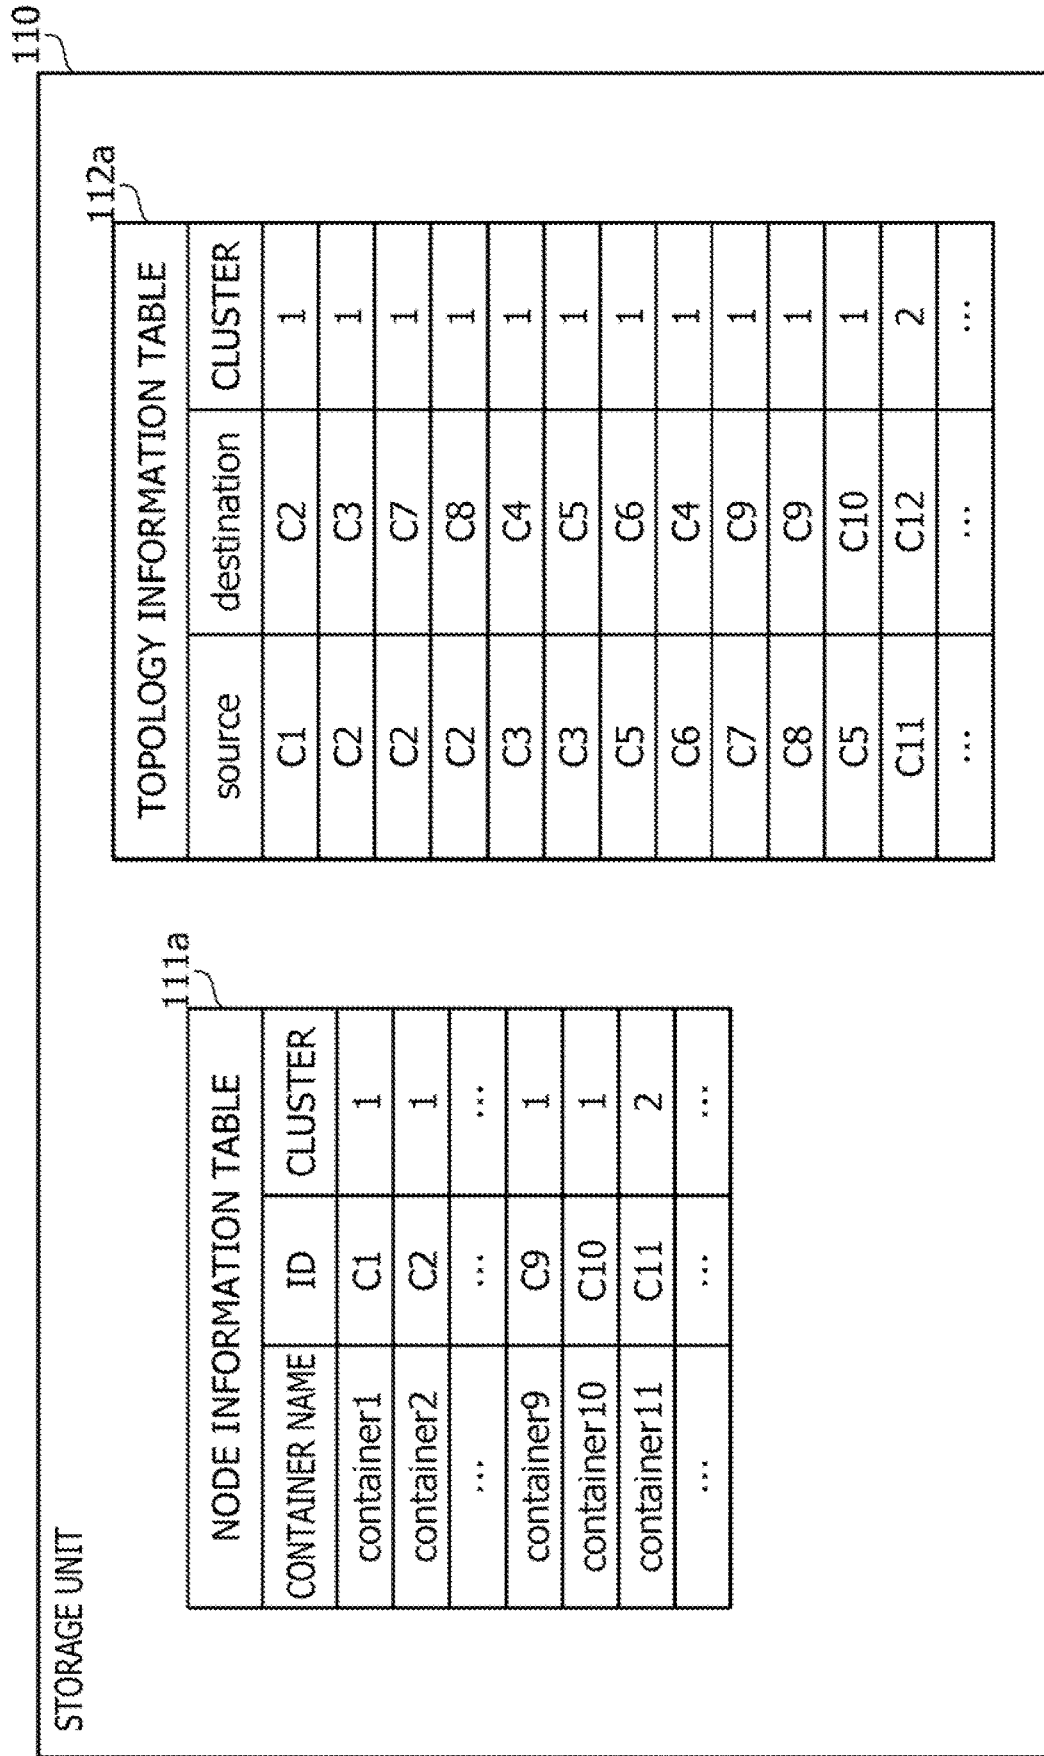 110
STORAGE UNIT
111a
NODE INFORMATION TABLE
CONTAINER NAME ID CLUSTER
container1 C1 1
container2 C2 1
... ... ...
container9 C9 1
container10 C10 1
container11 C11 2
... ... ...
112a
TOPOLOGY INFORMATION TABLE
source destination CLUSTER
C1 C2 1
C2 C3 1
C2 C7 1
C2 C8 1
C3 C4 1
C3 C5 1
C5 C6 1
C6 C4 1
C7 C9 1
C8 C9 1
C5 C10 1
C11 C12 2
... ... ...